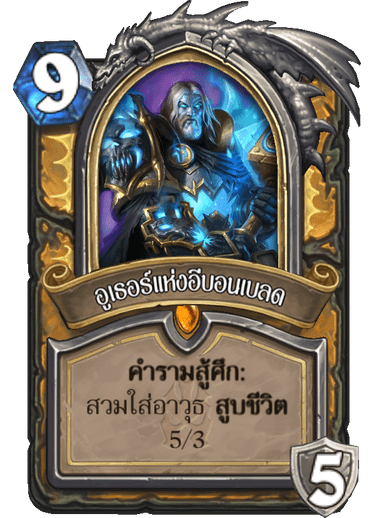 9
อูเธอร์แห่งอีบอนเบลด
คำรามสู้ศึก:
สวมใส่อาวุธ สูบชีวิต
5/3
5